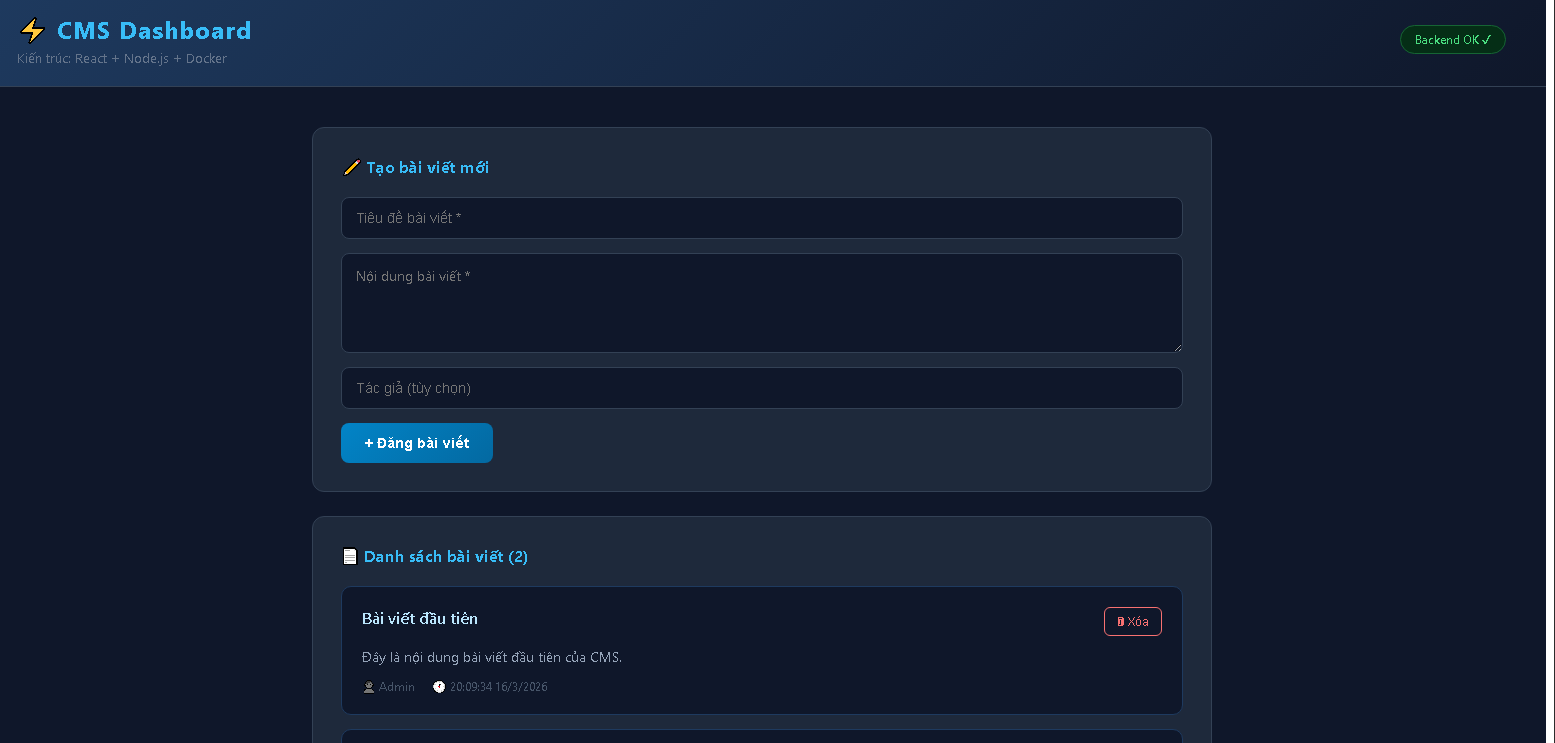 ⚡ CMS Dashboard
Kiến trúc: React + Node.js + Docker
Backend OK ✓
✏️ Tạo bài viết mới
Tiêu đề bài viết *
Nội dung bài viết *
Tác giả (tùy chọn)
+ Đăng bài viết
📄 Danh sách bài viết (2)
Bài viết đầu tiên
🗑 Xóa
Đây là nội dung bài viết đầu tiên của CMS.
👤 Admin 🕐 20:09:34 16/3/2026